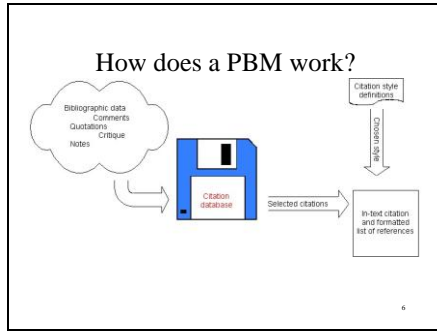 How does a PBM work?
Bibliographic data
Comments
Quotations
Critique
Notes
Citation
database
Selected citations
Citation style
definitions
Chosen style
In-text citation
and formatted
list of references
6